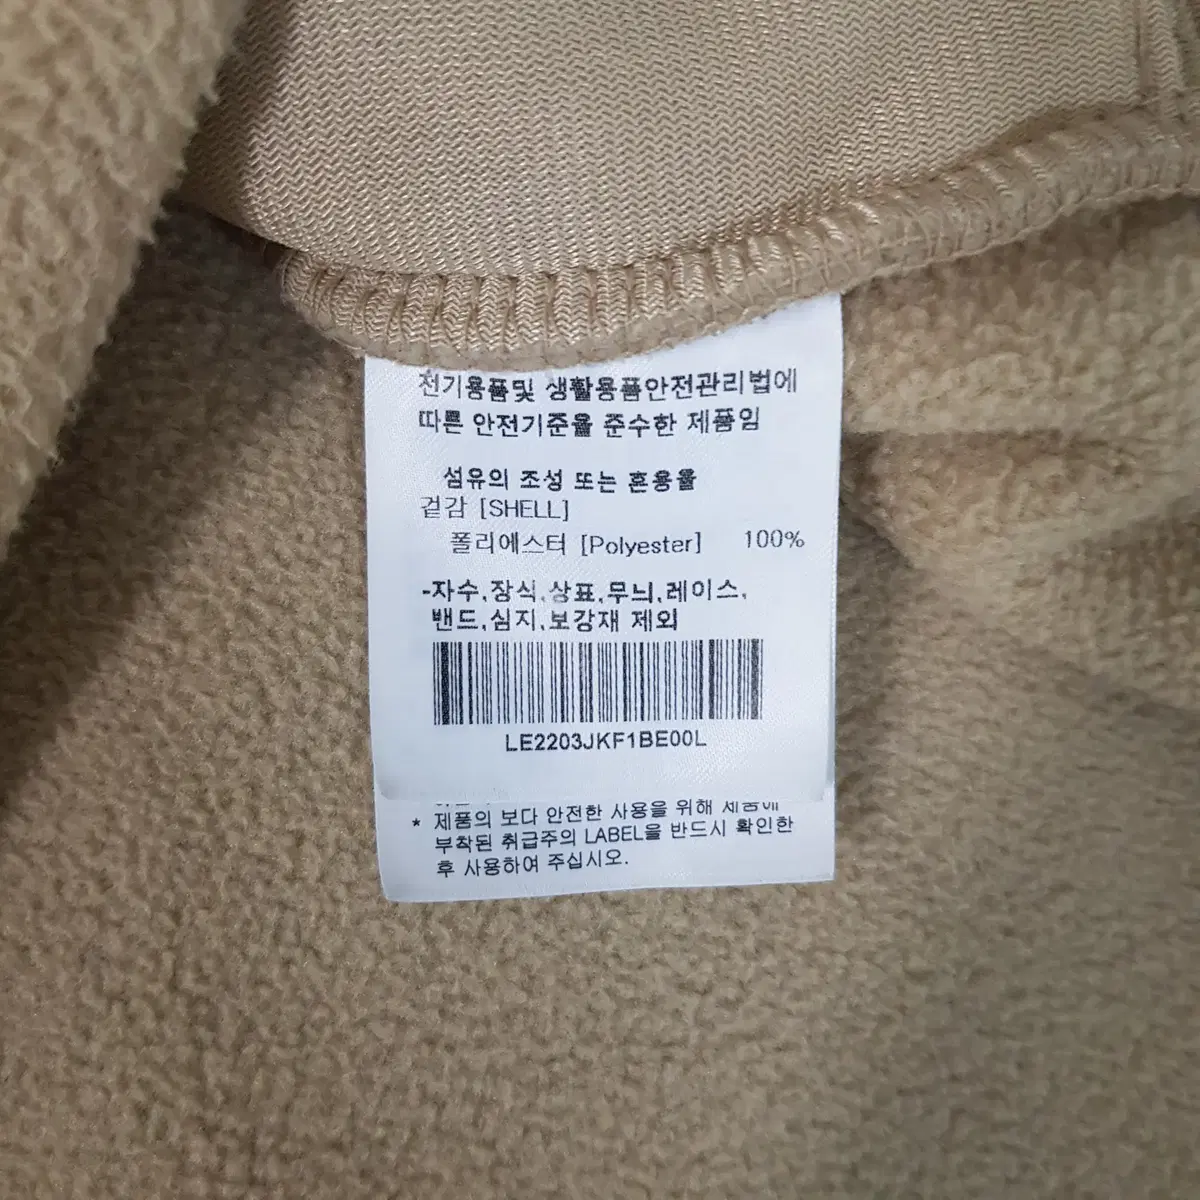 전기용품및 생활용품안전관리법에
따른 안전기준을 준수한 제품임
섬유의 조성 또는 혼용율
겉감 [SHELL]
폴리에스터 [Polyester] 100%
-자수,장식,상표,무늬,레이스,
밴드,심지,보강재 제외
LE2203JKF1BE00L
* 제품의 보다 안전한 사용을 위해 제품에
부착된 취급주의 LABEL을 반드시 확인한
후 사용하여 주십시오.